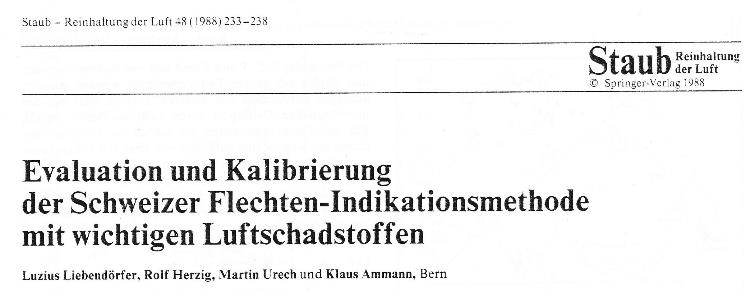 Staub – Reinhaltung der Luft 48 (1988) 233–238
Staub Reinhaltung
der Luft
© Springer-Verlag 1988
Evaluation und Kalibrierung
der Schweizer Flechten-Indikationsmethode
mit wichtigen Luftschadstoffen
Luzius Liebendörfer, Rolf Herzig, Martin Urech und Klaus Ammann, Bern